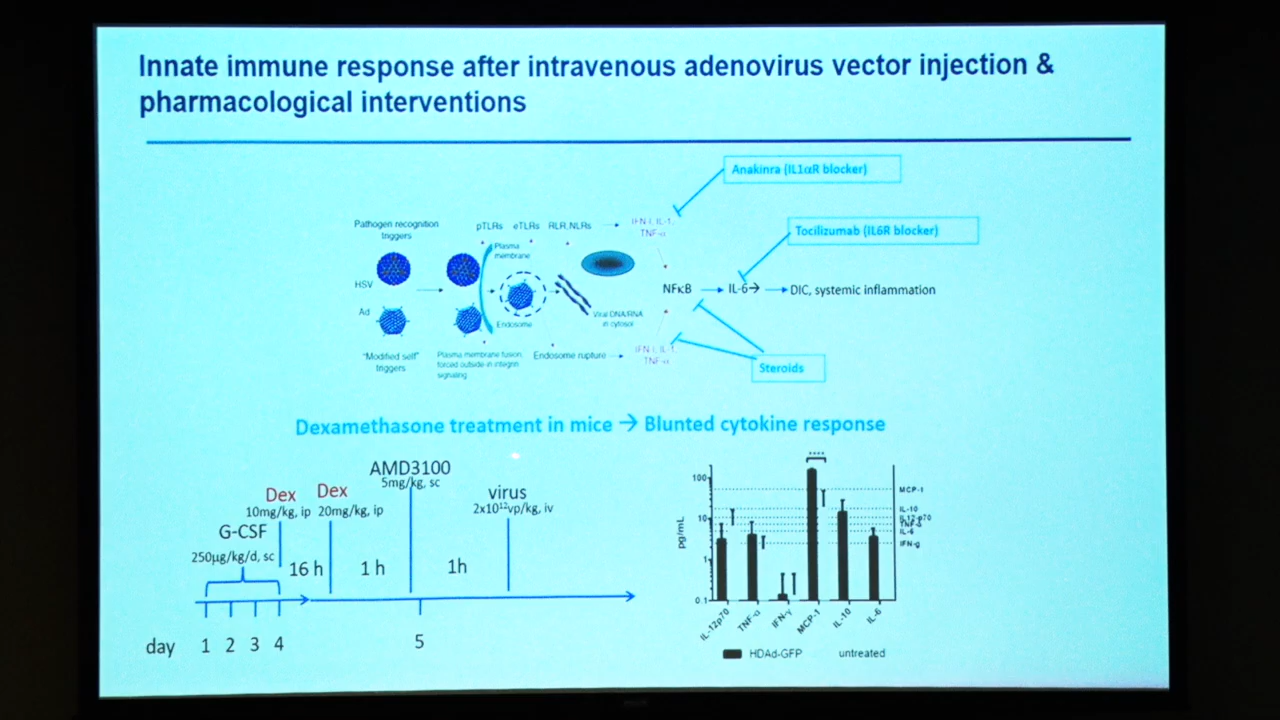 Innate immune response after intravenous adenovirus vector injection &
pharmacological interventions
Anakinra (IL1αR blocker)
Tocilizumab (IL6R blocker)
Pathogen recognition
triggers
pTLRs eTLRs RLR,NLRs
IFN-I, IL-1,
TNF-α
Plasma
membrane
HSV
NFκB
IL-6→
DIC, systemic inflammation
Ad
Endosome
Viral DNA/RNA
in cytosol
"Modified self"
triggers
Plasma membrane fusion,
forced outside in integrin
signaling
Endosome rupture
IFN-I, IL-1,
TNF-α
Steroids
Dexamethasone treatment in mice → Blunted cytokine response
AMD3100
5mg/kg, sc
Dex
10mg/kg, ip
Dex
20mg/kg, ip
virus
2x10¹²vp/kg, iv
G-CSF
250µg/kg/d, sc
16 h
1 h
1h
day 1 2 3 4 5
****
pg/mL
100
10
1
0.1
MCP-1
IL-10
IL12-p70
TNF-α
IL-6
IFN-g
IL-12p70
TNF-α
IFN-γ
MCP-1
IL-10
IL-6
HDAd-GFP
untreated